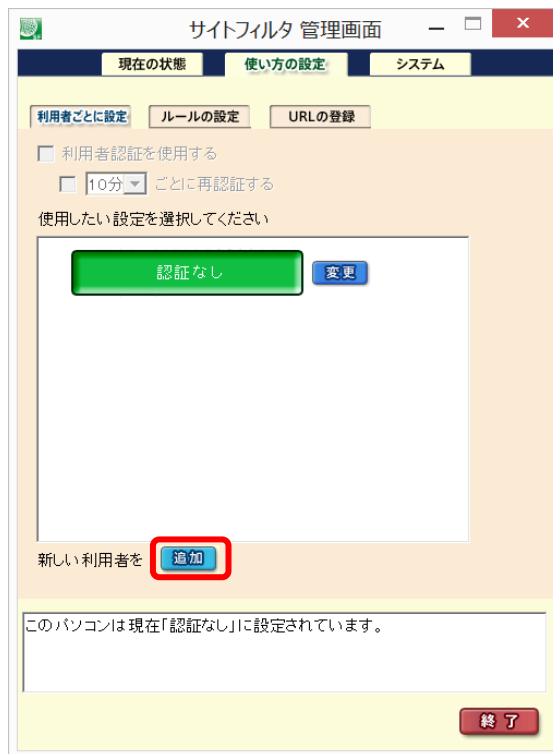 サイトフィルタ 管理画面
現在の状態 使い方の設定 システム
利用者ごとに設定 ルールの設定 URLの登録
利用者認証を使用する
10分 ごとに再認証する
使用したい設定を選択してください
認証なし 変更
新しい利用者を 追加
このパソコンは現在「認証なし」に設定されています。
終了